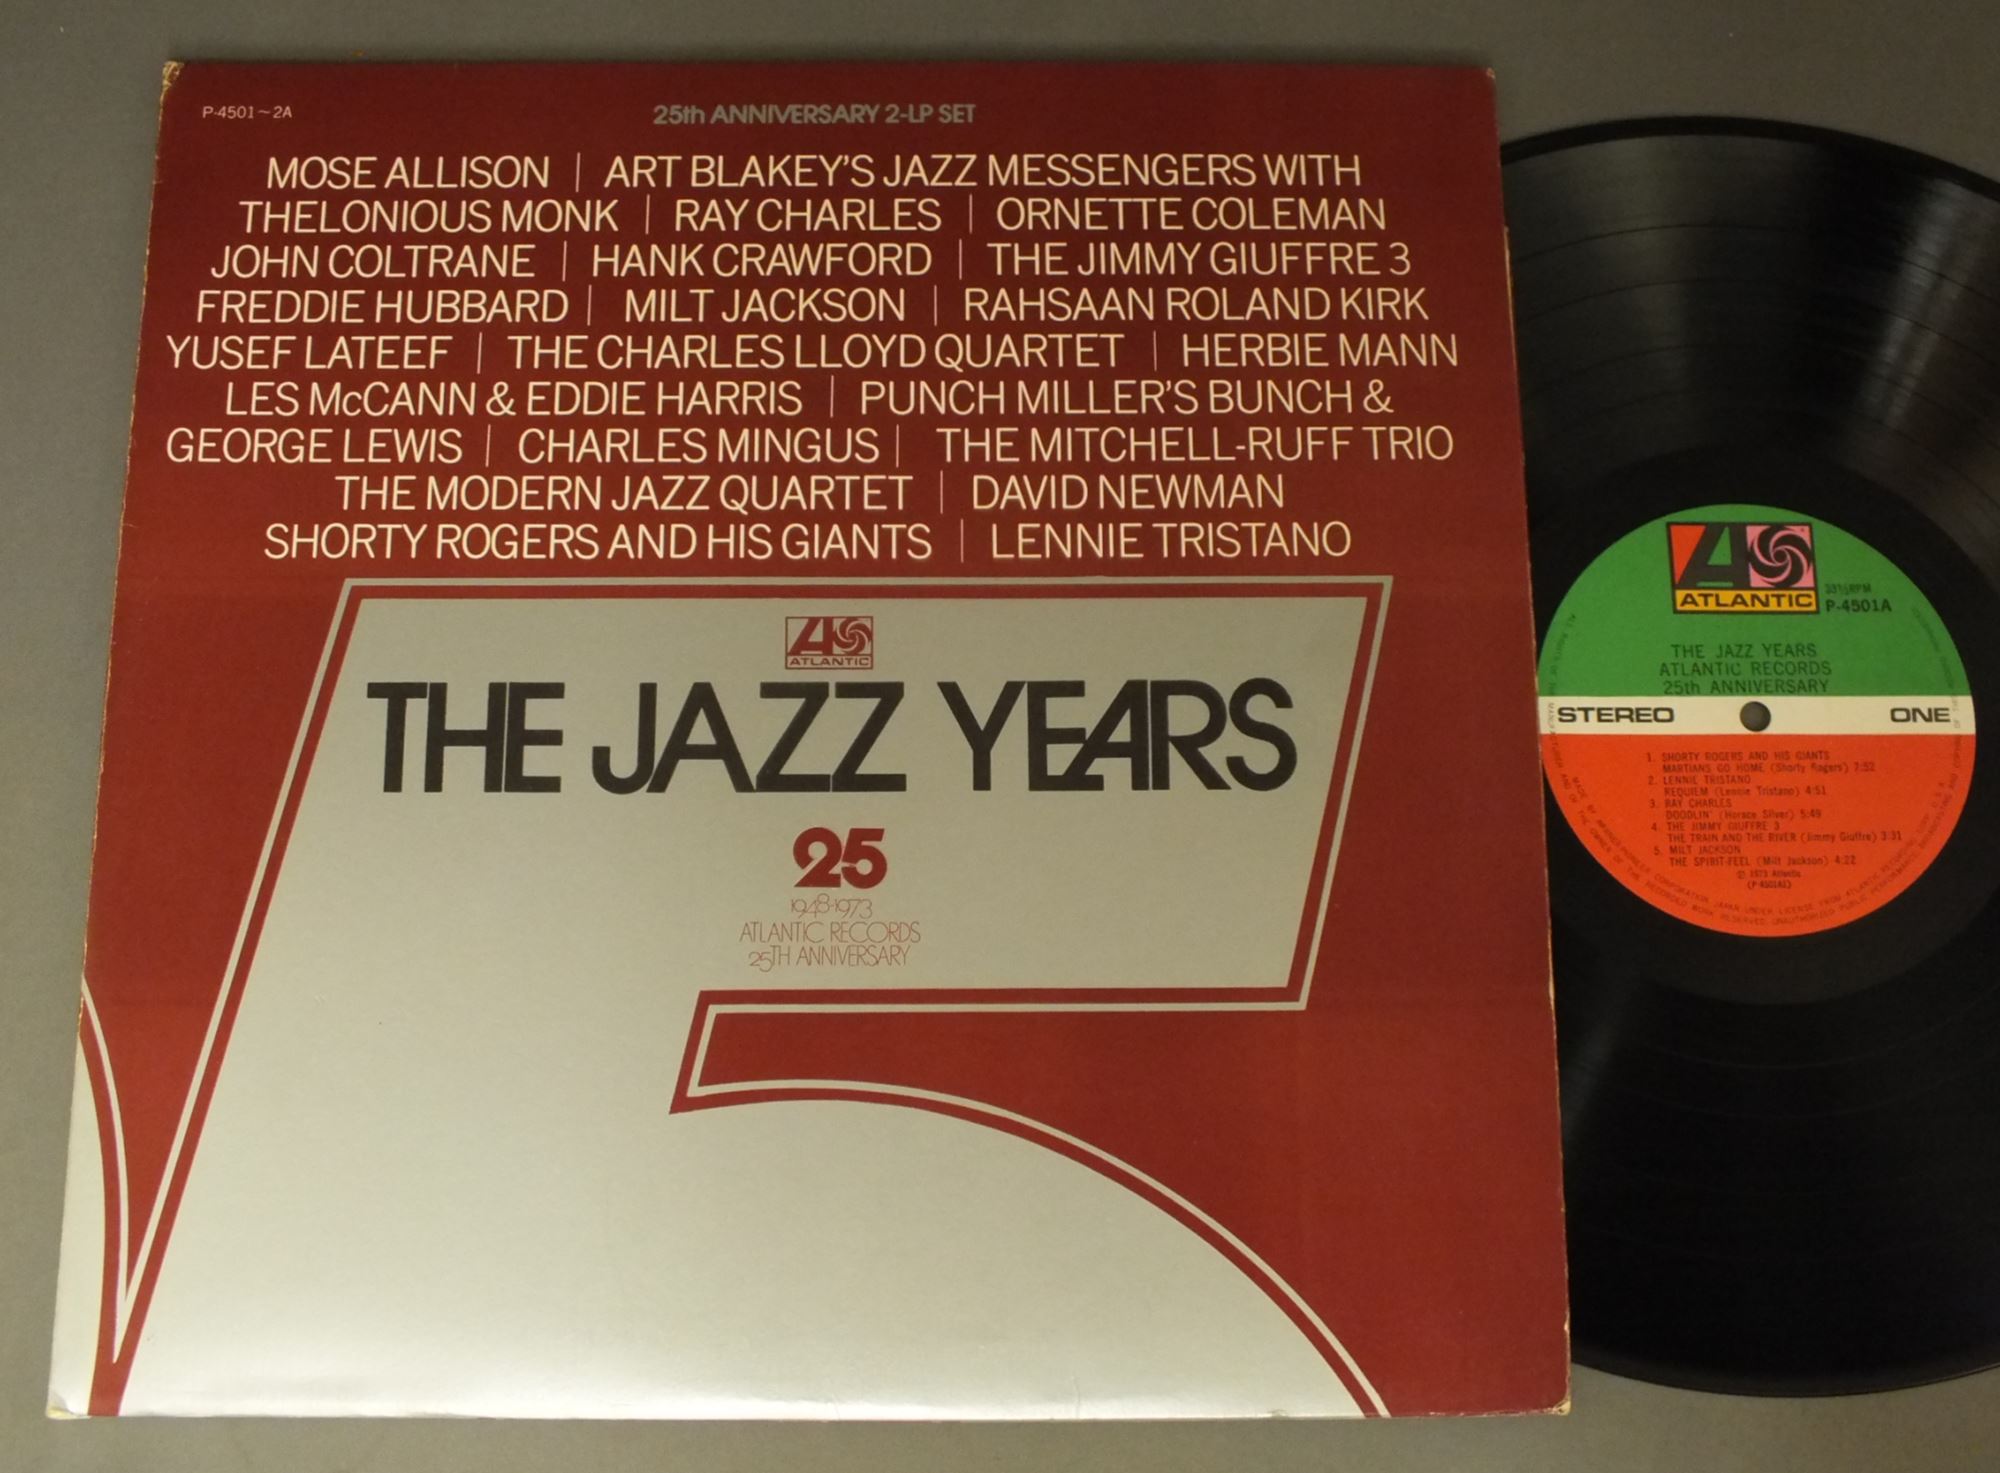 P-4501~2A
25th ANNIVERSARY 2-LP SET
MOSE ALLISON | ART BLAKEY'S JAZZ MESSENGERS WITH
THELONIOUS MONK | RAY CHARLES | ORNETTE COLEMAN
JOHN COLTRANE | HANK CRAWFORD | THE JIMMY GIUFFRE 3
FREDDIE HUBBARD | MILT JACKSON | RAHSAAN ROLAND KIRK
YUSEF LATEEF | THE CHARLES LLOYD QUARTET | HERBIE MANN
LES McCANN & EDDIE HARRIS | PUNCH MILLER'S BUNCH &
GEORGE LEWIS | CHARLES MINGUS | THE MITCHELL-RUFF TRIO
THE MODERN JAZZ QUARTET | DAVID NEWMAN
SHORTY ROGERS AND HIS GIANTS | LENNIE TRISTANO
ATLANTIC
THE JAZZ YEARS
25
1948-1973
ATLANTIC RECORDS
25TH ANNIVERSARY
ATLANTIC
33⅓RPM
P-4501A
THE JAZZ YEARS
ATLANTIC RECORDS
25th ANNIVERSARY
STEREO ONE
1. SHORTY ROGERS AND HIS GIANTS
MARTIANS GO HOME (Shorty Rogers) 7:52
2. LENNIE TRISTANO
REQUIEM (Lennie Tristano) 4:51
3. RAY CHARLES
DOODLIN' (Horace Silver) 5:49
4. THE JIMMY GIUFFRE 3
THE TRAIN AND THE RIVER (Jimmy Giuffre) 3:31
5. MILT JACKSON
THE SPIRIT-FEEL (Milt Jackson) 4:22
Ⓟ 1973 Atlantic
(P-4501A1)